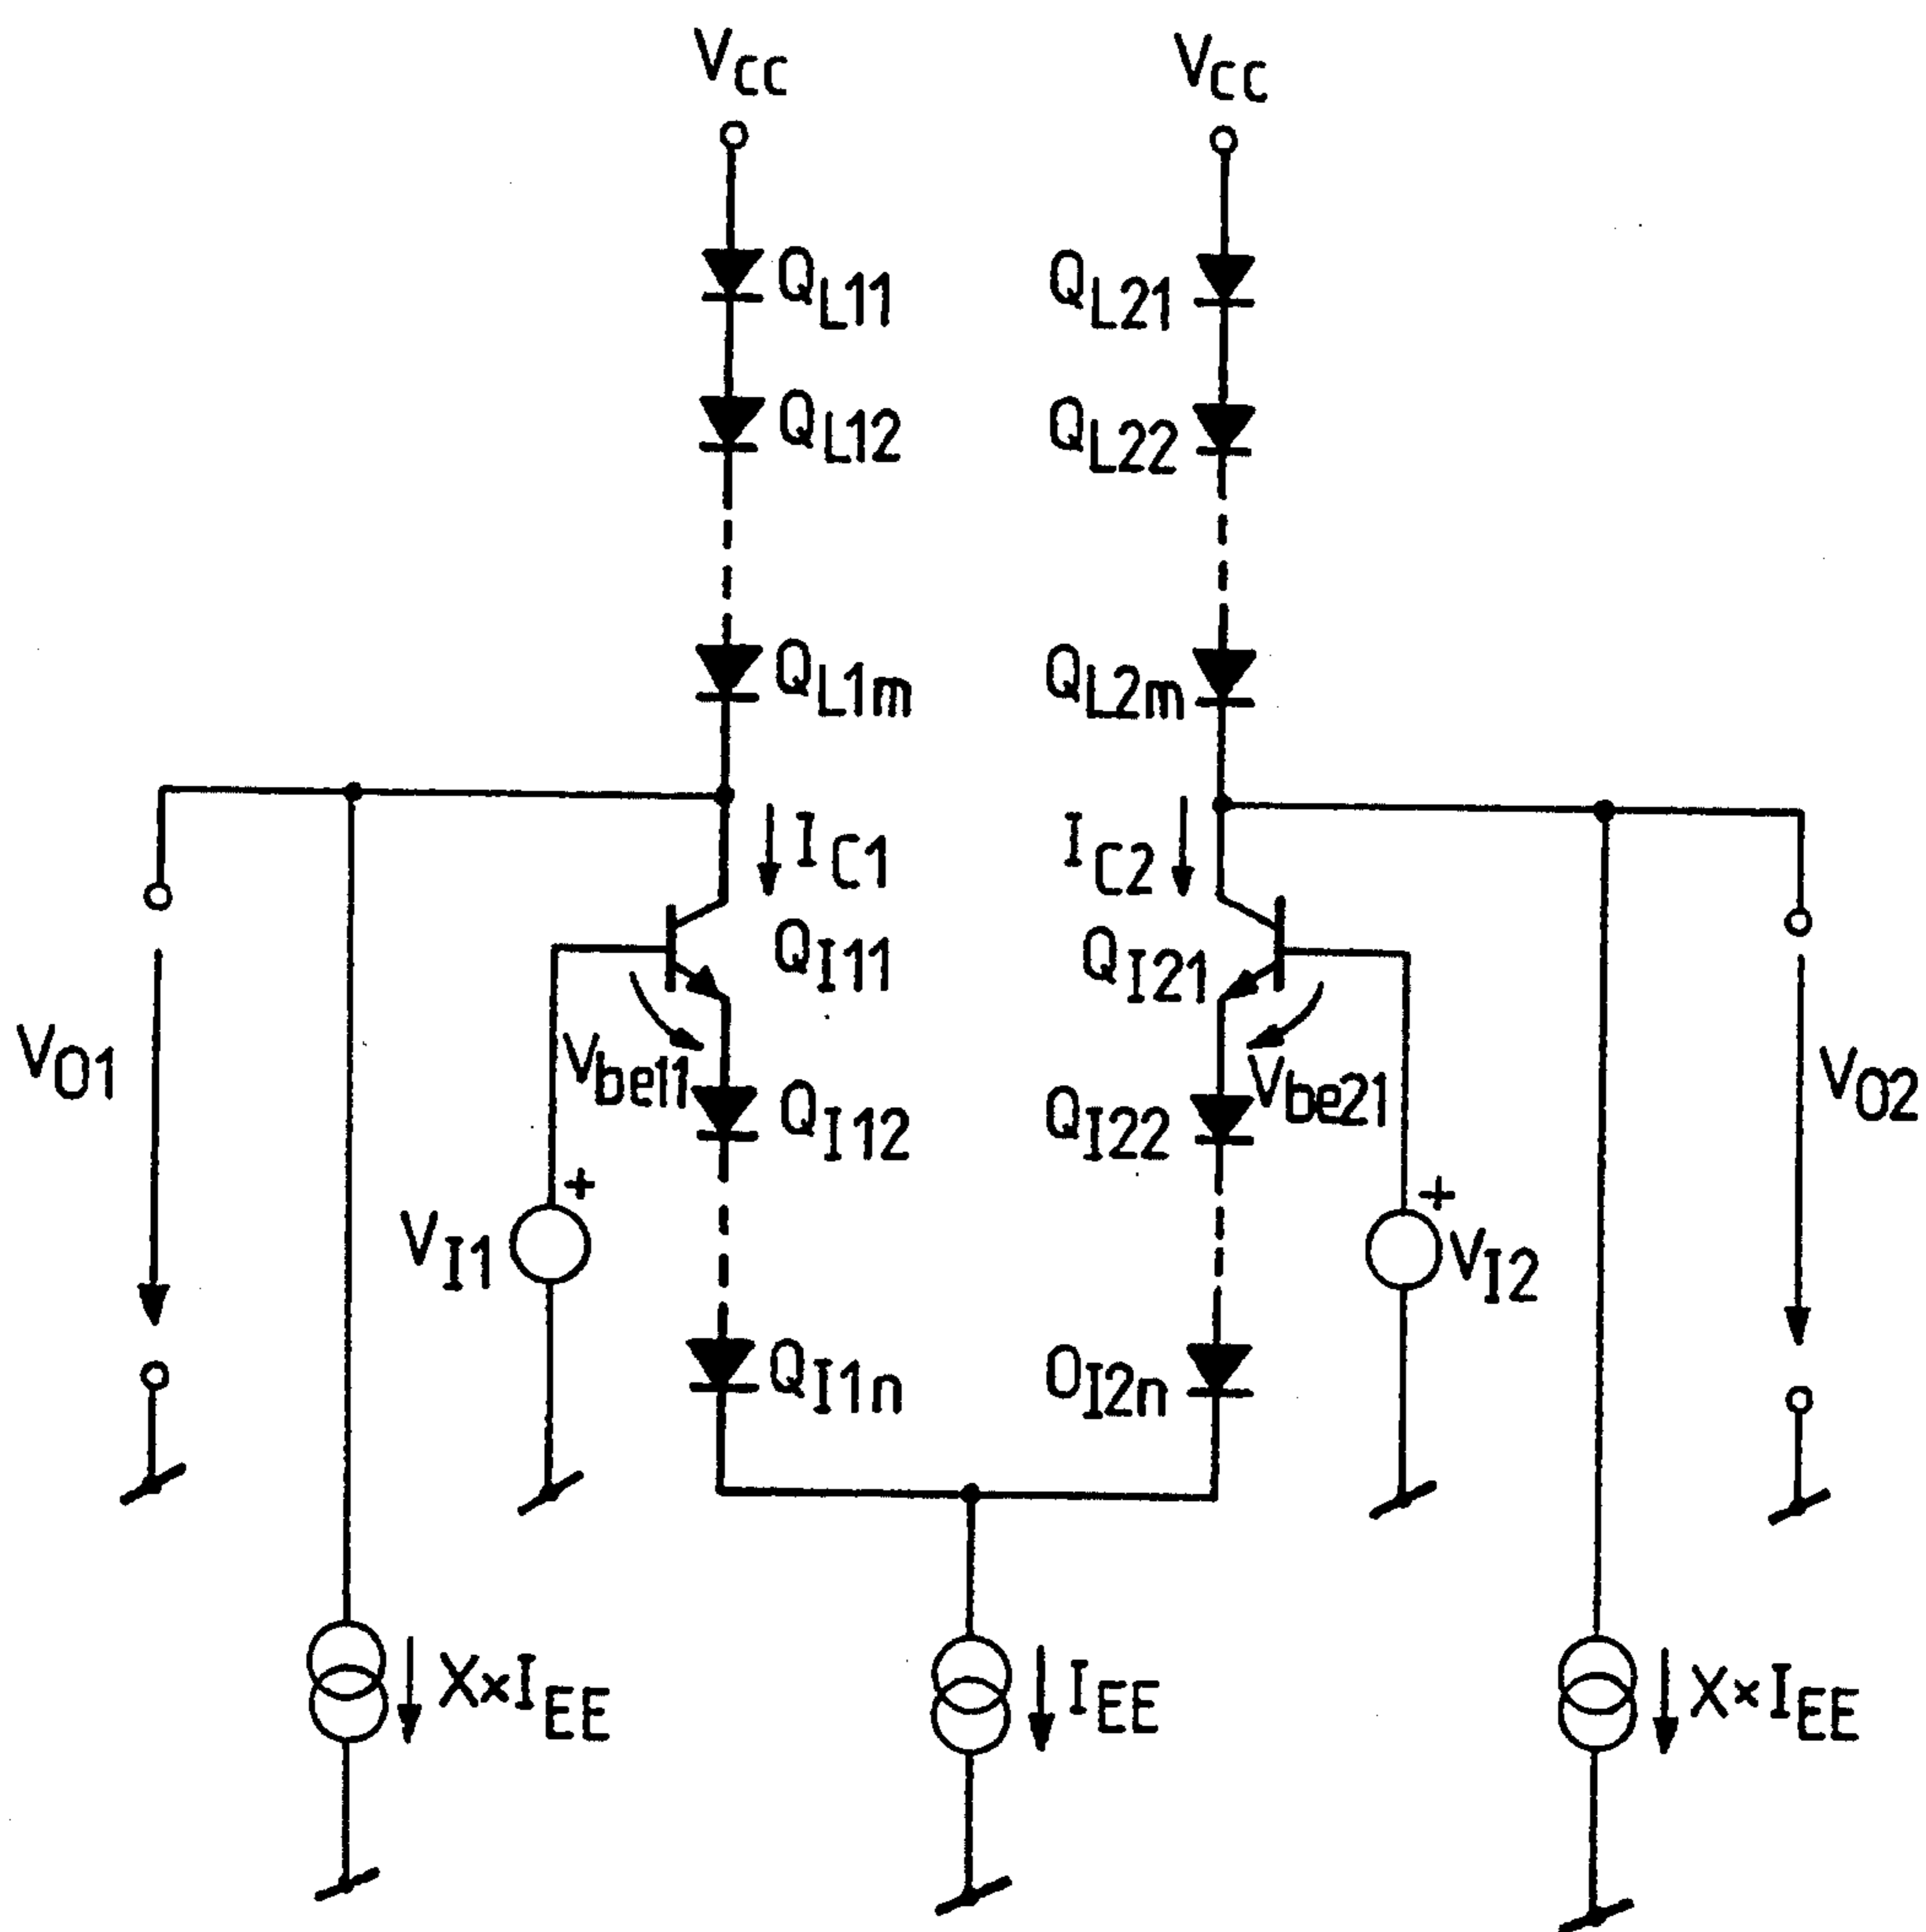 VCC VCC
QL11 QL21
QL12 QL22
QL1m QL2m
IC1 IC2
QI11 QI21
VO1 Vbe11 Vbe21 VO2
QI12 QI22
+ +
VI1 VI2
QI1n OI2n
X×IEE IEE X×IEE